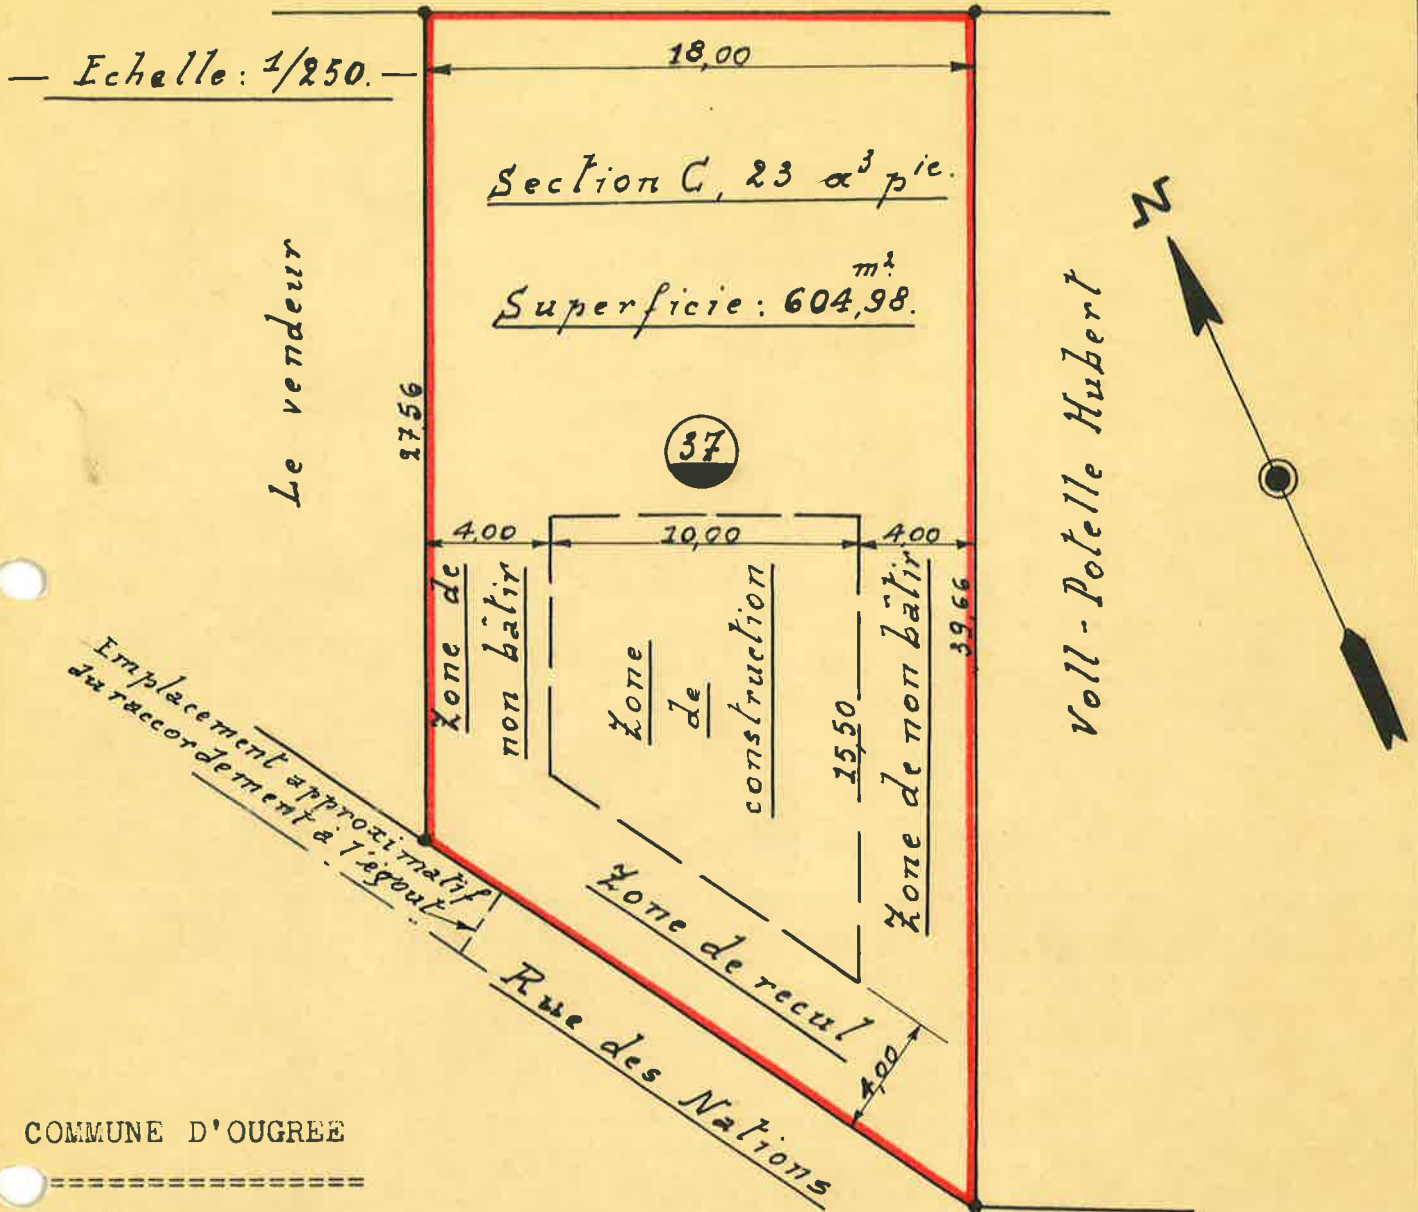 18,00
— Echelle: 1/250. —
Section C, 23 a³ pie.
Superficie: 604,98. m²
N
Le vendeur
27,56
37
Voll - Potelle Hubert
4,00
10,00
4,00
Zone de
non bâtir
Zone
de
construction
15,50
Zone de non bâtir
39,66
Emplacement approximatif
du raccordement à l'égout
Zone de recul
4,00
Rue des Nations
COMMUNE D'OUGREE
================